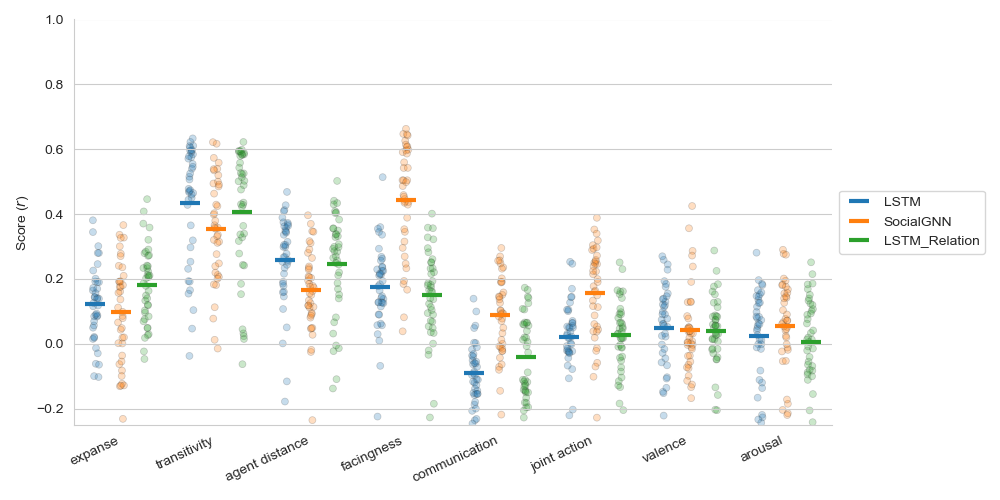 1.0
0.8
0.6
0.4
0.2
0.0
−0.2
Score (r)
expanse
transitivity
agent distance
facingness
communication
joint action
valence
arousal
LSTM
SocialGNN
LSTM_Relation